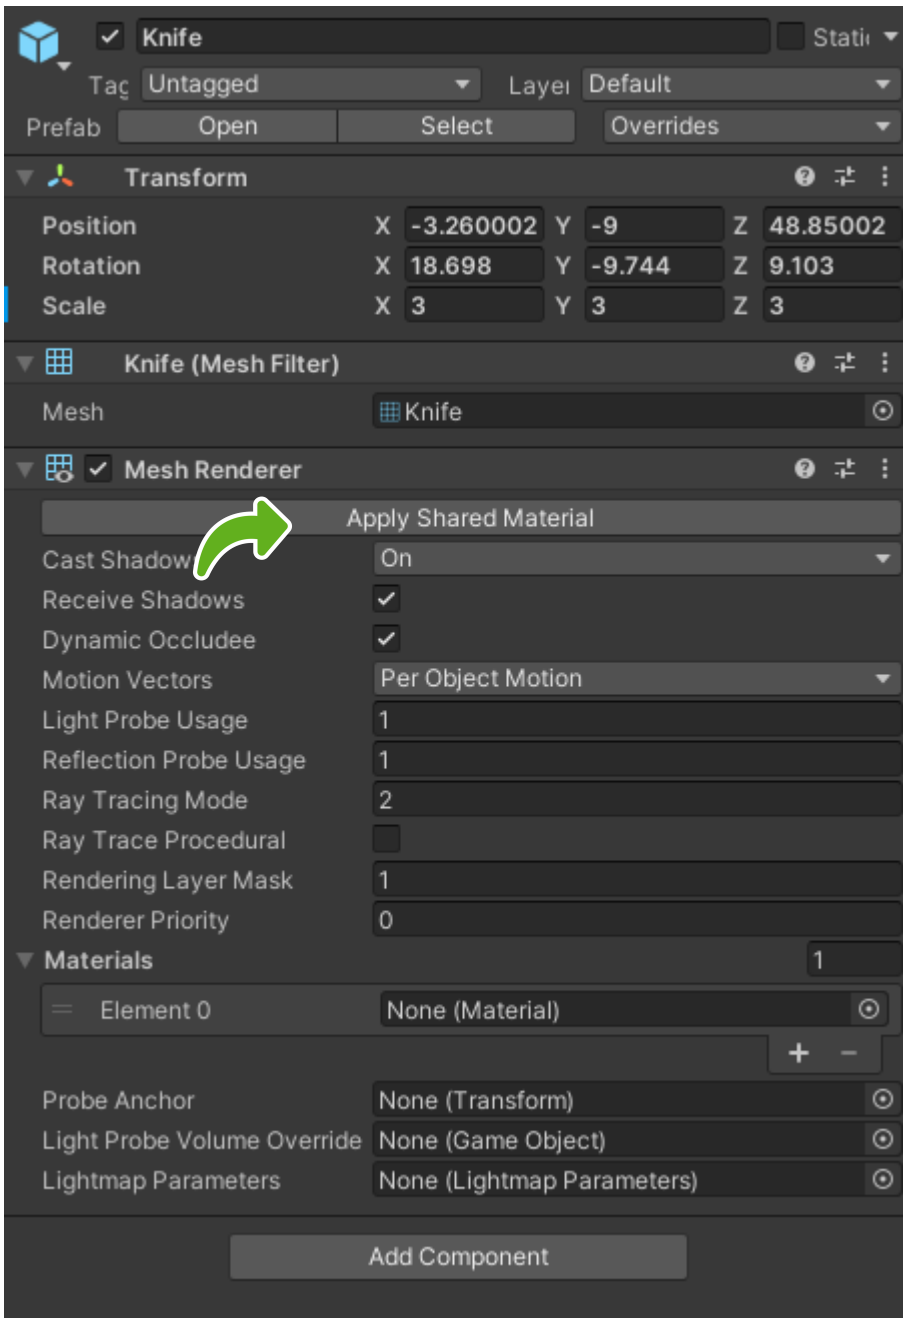 Knife Static
Tag Untagged Layer Default
Prefab Open Select Overrides
Transform
Position X -3.260002 Y -9 Z 48.85002
Rotation X 18.698 Y -9.744 Z 9.103
Scale X 3 Y 3 Z 3
Knife (Mesh Filter)
Mesh Knife
Mesh Renderer
Apply Shared Material
Cast Shadows On
Receive Shadows
Dynamic Occludee
Motion Vectors Per Object Motion
Light Probe Usage 1
Reflection Probe Usage 1
Ray Tracing Mode 2
Ray Trace Procedural
Rendering Layer Mask 1
Renderer Priority 0
Materials 1
Element 0 None (Material)
Probe Anchor None (Transform)
Light Probe Volume Override None (Game Object)
Lightmap Parameters None (Lightmap Parameters)
Add Component